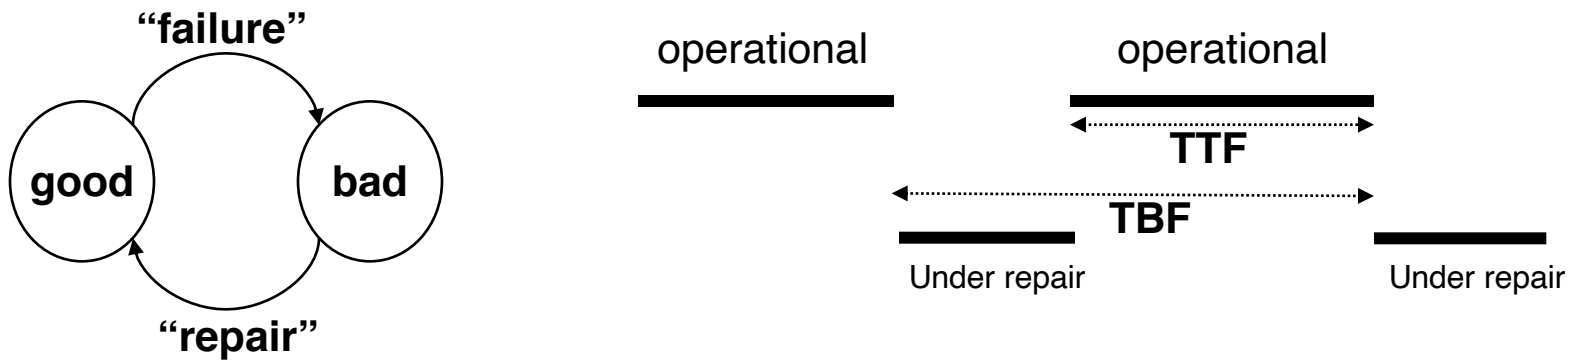 “failure”
good
bad
“repair”
operational
operational
TTF
TBF
Under repair
Under repair